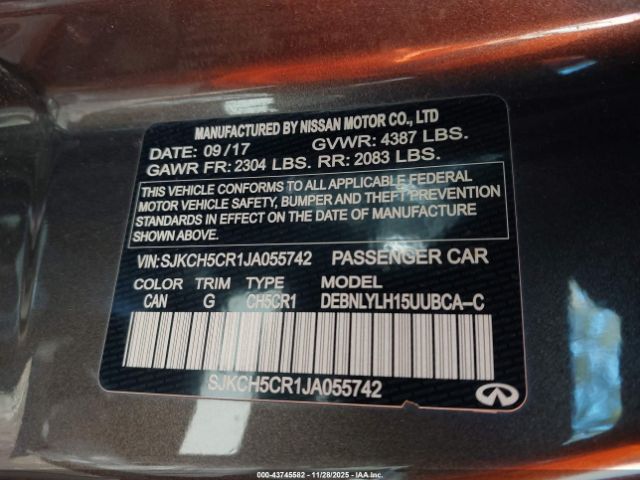 MANUFACTURED BY NISSAN MOTOR CO., LTD
DATE: 09/17 GVWR: 4387 LBS.
GAWR FR: 2304 LBS. RR: 2083 LBS.
THIS VEHICLE CONFORMS TO ALL APPLICABLE FEDERAL
MOTOR VEHICLE SAFETY, BUMPER AND THEFT PREVENTION
STANDARDS IN EFFECT ON THE DATE OF MANUFACTURE
SHOWN ABOVE.
VIN:SJKCH5CR1JA055742 PASSENGER CAR
COLOR TRIM TYPE MODEL
CAN G CH5CR1 DEBNLYLH15UUBCA-C
SJKCH5CR1JA055742
INFINITI
000-43745582 | 11/28/2025 | IAA, Inc.